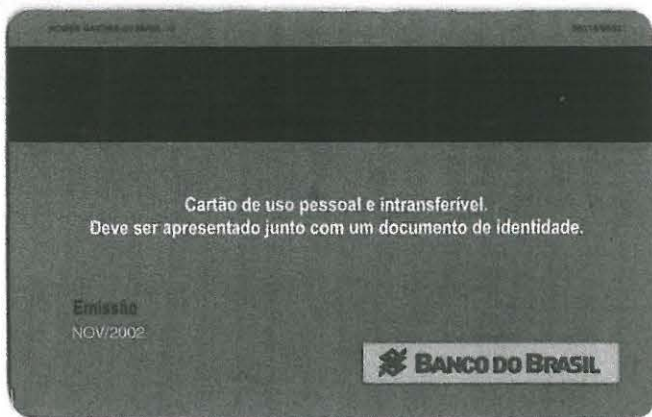 Cartão de uso pessoal e intransferível.
Deve ser apresentado junto com um documento de identidade.
Emissão
NOV/2002
BANCO DO BRASIL